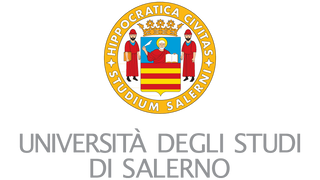 HIPPOCRATICA CIVITAS
STUDIUM SALERNI
UNIVERSITÀ DEGLI STUDI
DI SALERNO